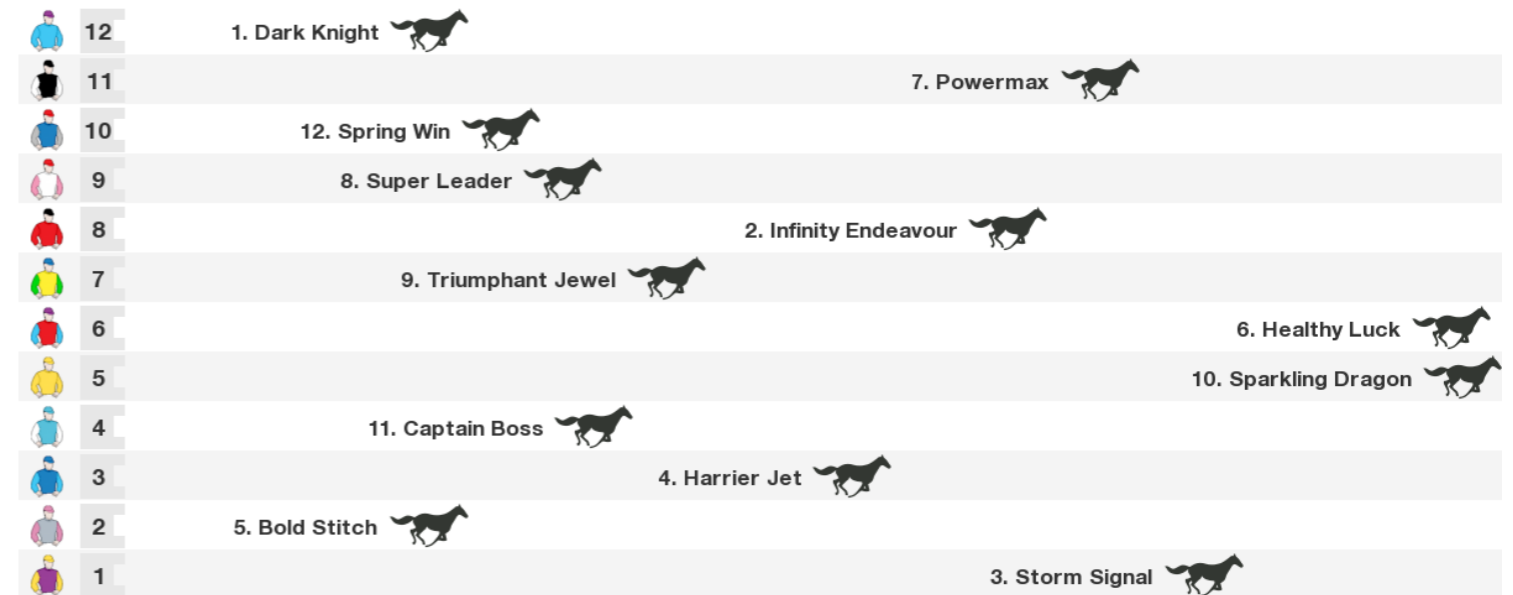 12 1. Dark Knight
11 7. Powermax
10 12. Spring Win
9 8. Super Leader
8 2. Infinity Endeavour
7 9. Triumphant Jewel
6 6. Healthy Luck
5 10. Sparkling Dragon
4 11. Captain Boss
3 4. Harrier Jet
2 5. Bold Stitch
1 3. Storm Signal